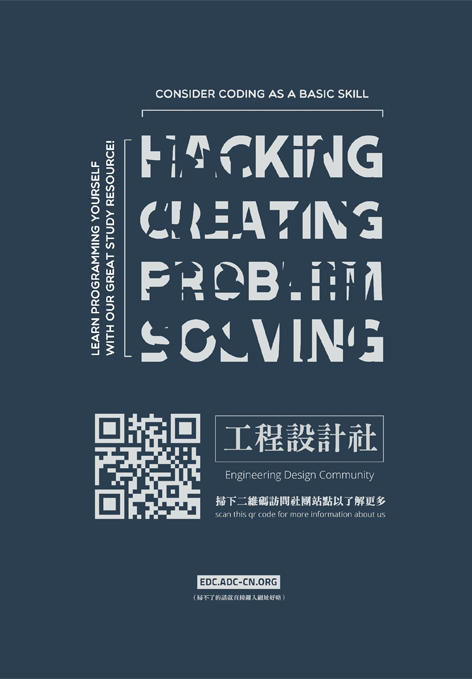 CONSIDER CODING AS A BASIC SKILL
LEARN PROGRAMMING YOURSELF
WITH OUR GREAT STUDY RESOURCE!
HACKiNG
CREATING
PROBLEM
SOLVING
工程設計社
Engineering Design Community
掃下二維碼訪問社團站點以了解更多
scan this qr code for more information about us
EDC.ADC-CN.ORG